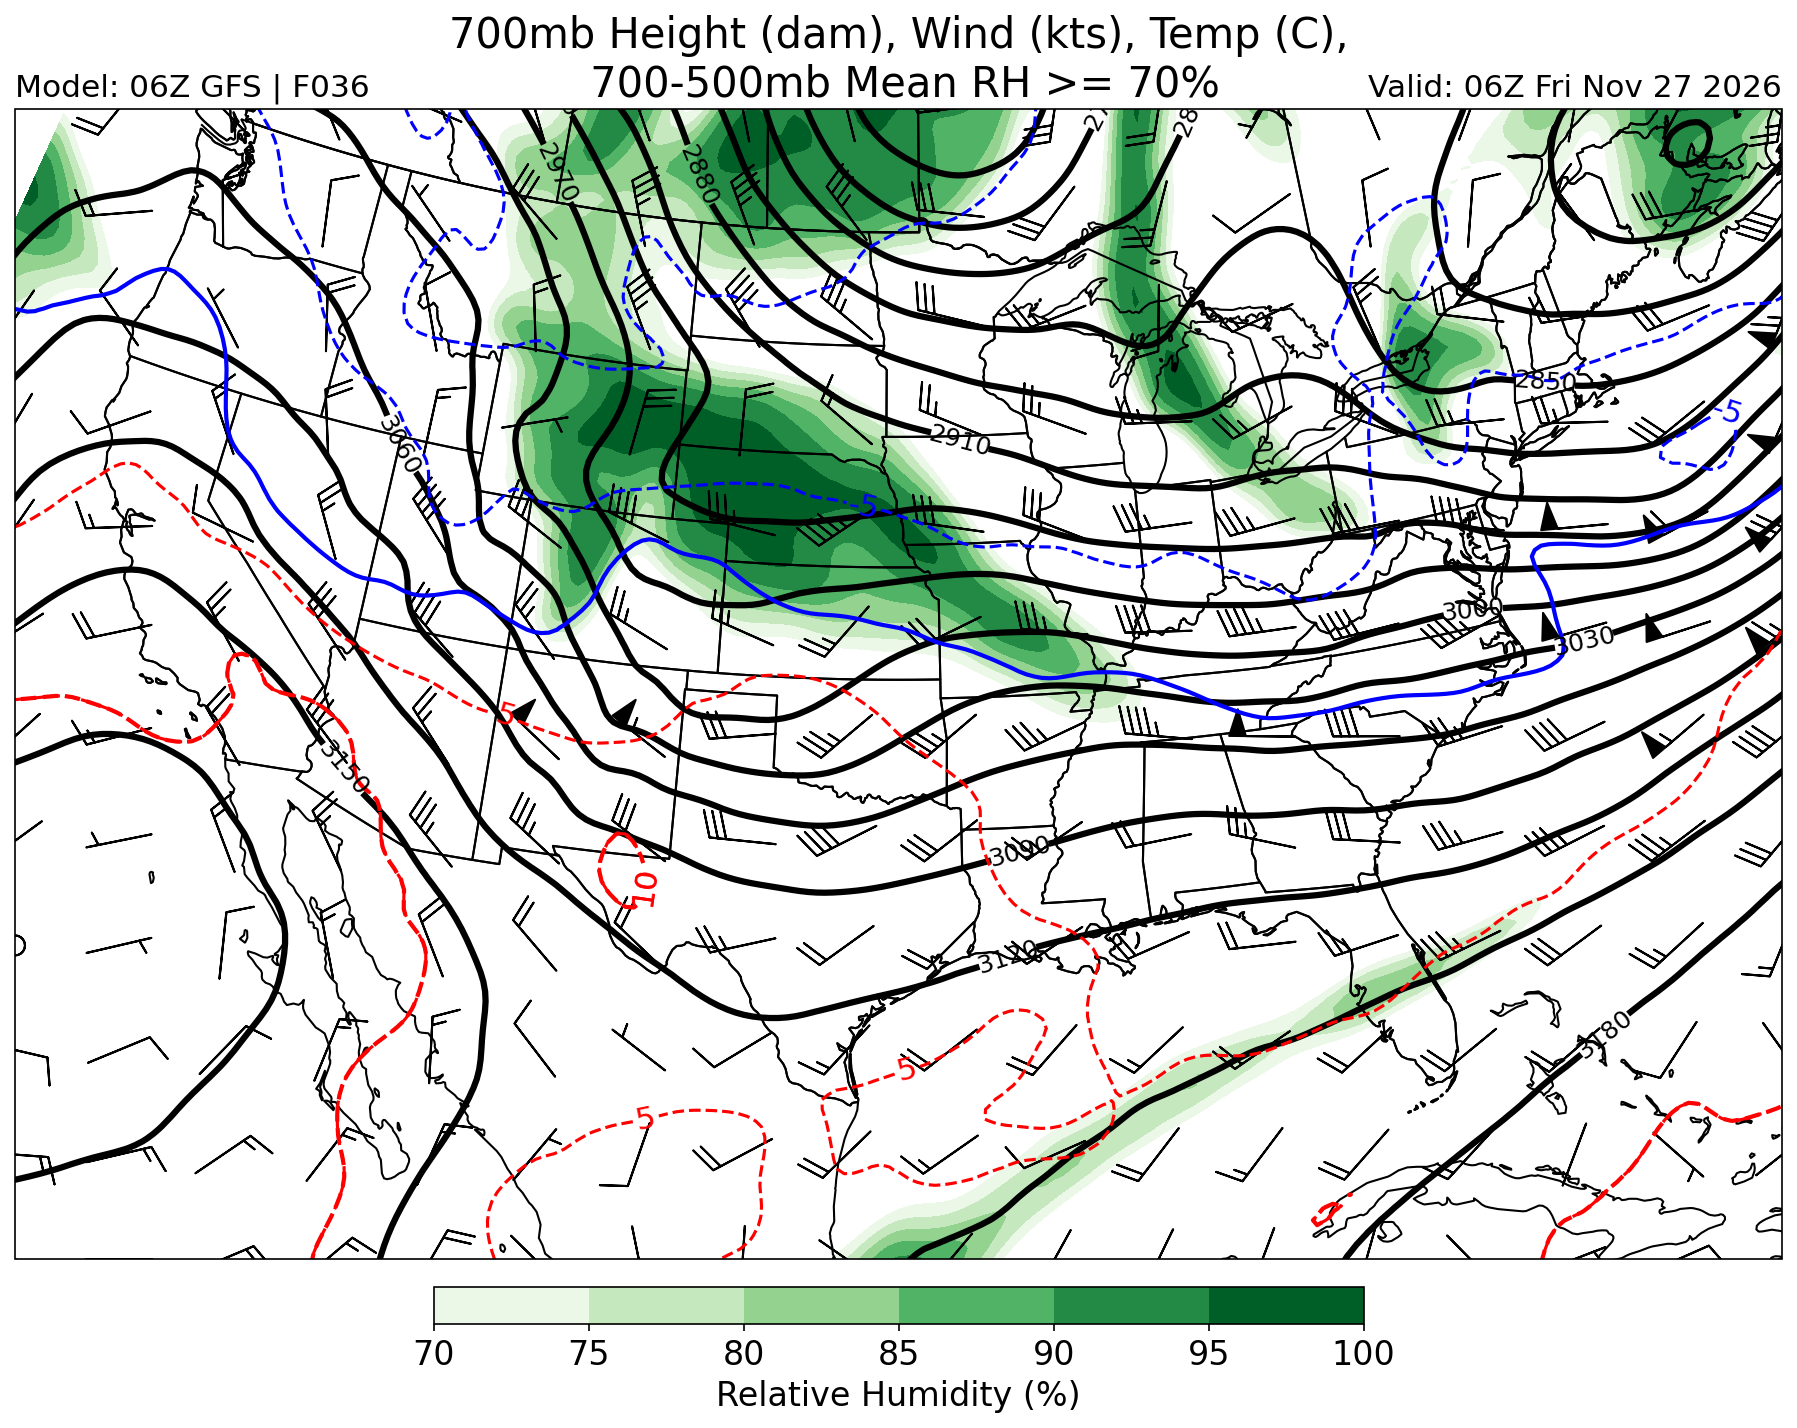 700mb Height (dam), Wind (kts), Temp (C),
700-500mb Mean RH >= 70%
Model: 06Z GFS | F036
Valid: 06Z Fri Nov 27 2026
2970
2880
2850
-5
3060
2910
-5
3000
3030
5
3150
3090
10
3120
3180
5
5
70 75 80 85 90 95 100
Relative Humidity (%)